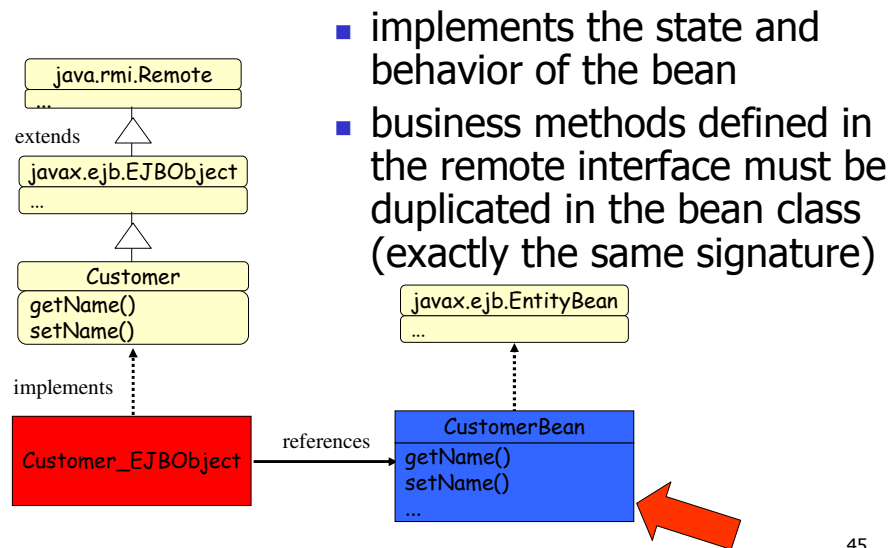 implements the state and
behavior of the bean
business methods defined in
the remote interface must be
duplicated in the bean class
(exactly the same signature)
java.rmi.Remote
...
extends
javax.ejb.EJBObject
...
Customer
getName()
setName()
implements
Customer_EJBObject
references
javax.ejb.EntityBean
...
CustomerBean
getName()
setName()
...
45